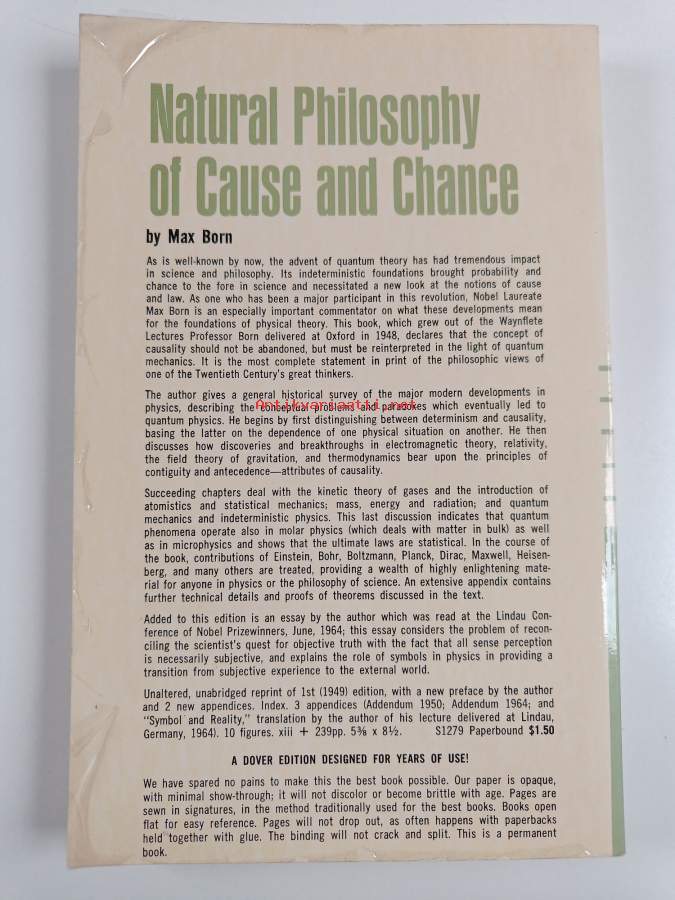 Natural Philosophy
of Cause and Chance
by Max Born
As is well-known by now, the advent of quantum theory has had tremendous impact
in science and philosophy. Its indeterministic foundations brought probability and
chance to the fore in science and necessitated a new look at the notions of cause
and law. As one who has been a major participant in this revolution, Nobel Laureate
Max Born is an especially important commentator on what these developments mean
for the foundations of physical theory. This book, which grew out of the Waynflete
Lectures Professor Born delivered at Oxford in 1948, declares that the concept of
causality should not be abandoned, but must be reinterpreted in the light of quantum
mechanics. It is the most complete statement in print of the philosophic views of
one of the Twentieth Century's great thinkers.
The author gives a general historical survey of the major modern developments in
physics, describing the conceptual problems and paradoxes which eventually led to
Antikvariaatti.net
quantum physics. He begins by first distinguishing between determinism and causality,
basing the latter on the dependence of one physical situation on another. He then
discusses how discoveries and breakthroughs in electromagnetic theory, relativity,
the field theory of gravitation, and thermodynamics bear upon the principles of
contiguity and antecedence—attributes of causality.
Succeeding chapters deal with the kinetic theory of gases and the introduction of
atomistics and statistical mechanics; mass, energy and radiation; and quantum
mechanics and indeterministic physics. This last discussion indicates that quantum
phenomena operate also in molar physics (which deals with matter in bulk) as well
as in microphysics and shows that the ultimate laws are statistical. In the course of
the book, contributions of Einstein, Bohr, Boltzmann, Planck, Dirac, Maxwell, Heisen-
berg, and many others are treated, providing a wealth of highly enlightening mate-
rial for anyone in physics or the philosophy of science. An extensive appendix contains
further technical details and proofs of theorems discussed in the text.
Added to this edition is an essay by the author which was read at the Lindau Con-
ference of Nobel Prizewinners, June, 1964; this essay considers the problem of recon-
ciling the scientist's quest for objective truth with the fact that all sense perception
is necessarily subjective, and explains the role of symbols in physics in providing a
transition from subjective experience to the external world.
Unaltered, unabridged reprint of 1st (1949) edition, with a new preface by the author
and 2 new appendices. Index. 3 appendices (Addendum 1950; Addendum 1964; and
"Symbol and Reality," translation by the author of his lecture delivered at Lindau,
Germany, 1964). 10 figures. xiii + 239pp. 5⅜ x 8½. S1279 Paperbound $1.50
A DOVER EDITION DESIGNED FOR YEARS OF USE!
We have spared no pains to make this the best book possible. Our paper is opaque,
with minimal show-through; it will not discolor or become brittle with age. Pages are
sewn in signatures, in the method traditionally used for the best books. Books open
flat for easy reference. Pages will not drop out, as often happens with paperbacks
held together with glue. The binding will not crack and split. This is a permanent
book.